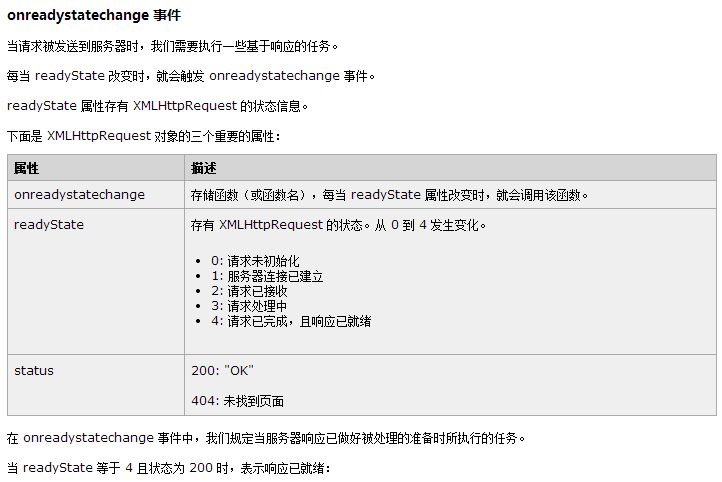 onreadystatechange 事件
当请求被发送到服务器时，我们需要执行一些基于响应的任务。
每当 readyState 改变时，就会触发 onreadystatechange 事件。
readyState 属性存有 XMLHttpRequest 的状态信息。
下面是 XMLHttpRequest 对象的三个重要的属性：
属性 描述
onreadystatechange 存储函数（或函数名），每当 readyState 属性改变时，就会调用该函数。
readyState 存有 XMLHttpRequest 的状态。从 0 到 4 发生变化。
• 0: 请求未初始化
• 1: 服务器连接已建立
• 2: 请求已接收
• 3: 请求处理中
• 4: 请求已完成，且响应已就绪
status 200: "OK"
404: 未找到页面
在 onreadystatechange 事件中，我们规定当服务器响应已做好被处理的准备时所执行的任务。
当 readyState 等于 4 且状态为 200 时，表示响应已就绪：